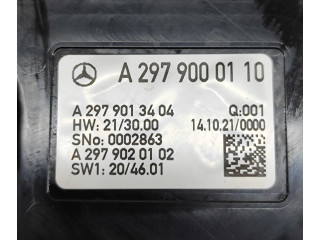 A 297 900 01 10
A 297 901 34 04
Q:001
HW: 21/30.00
14.10.21/0000
SNo: 0002863
A 297 902 01 02
SW1: 20/46.01